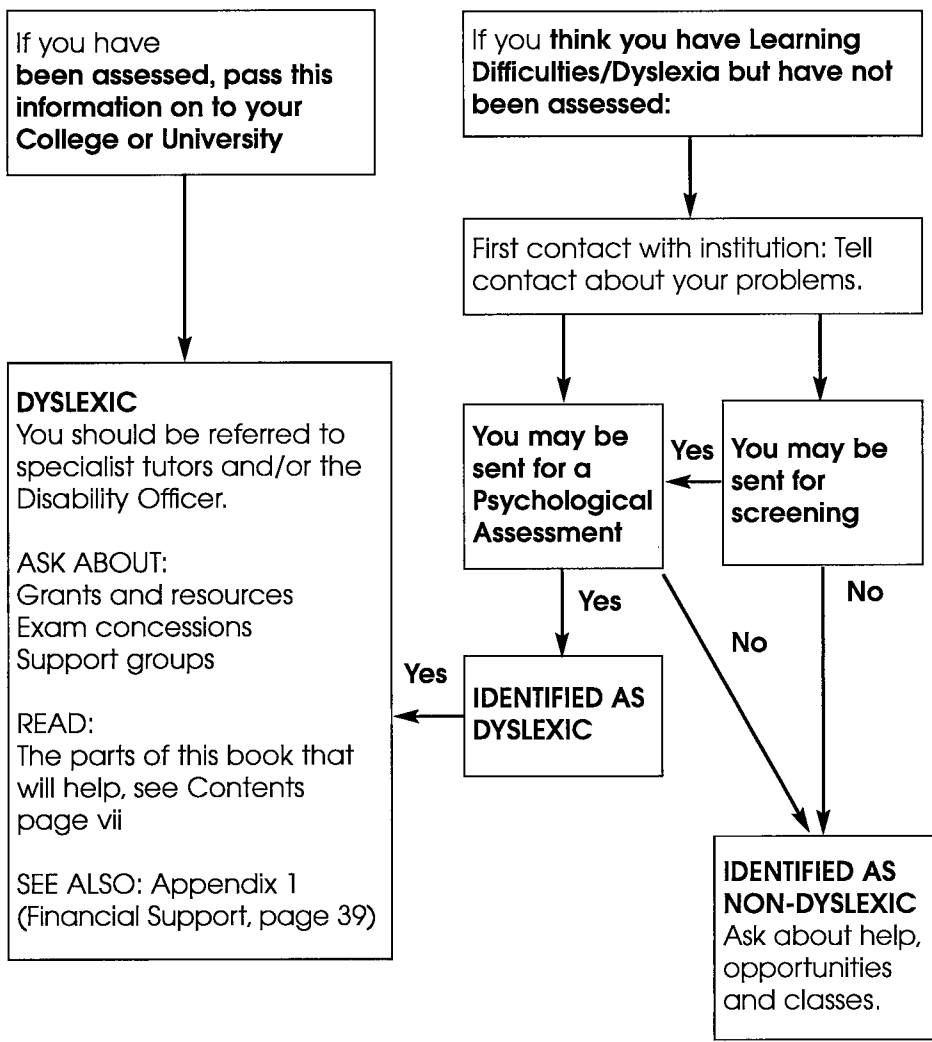 If you have
been assessed, pass this
information on to your
College or University
If you think you have Learning
Difficulties/Dyslexia but have not
been assessed:
First contact with institution: Tell
contact about your problems.
DYSLEXIC
You should be referred to
specialist tutors and/or the
Disability Officer.
ASK ABOUT:
Grants and resources
Exam concessions
Support groups
READ:
The parts of this book that
will help, see Contents
page vii
SEE ALSO: Appendix 1
(Financial Support, page 39)
You may be
sent for a
Psychological
Assessment
Yes
You may be
sent for
screening
Yes
No
No
Yes
IDENTIFIED AS
DYSLEXIC
IDENTIFIED AS
NON-DYSLEXIC
Ask about help,
opportunities
and classes.